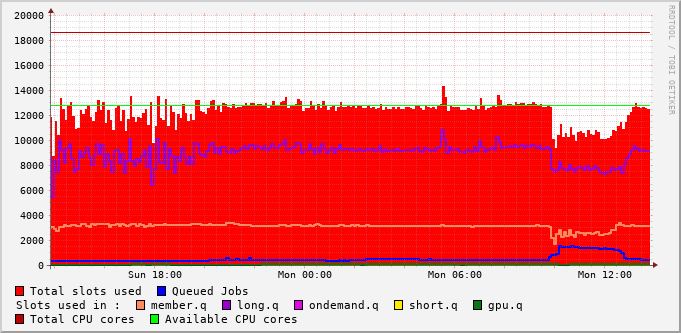 20000
18000
16000
14000
12000
10000
8000
6000
4000
2000
0
Sun 18:00 Mon 00:00 Mon 06:00 Mon 12:00
RRDTOOL / TOBI OETIKER
Total slots used Queued Jobs
Slots used in : member.q long.q ondemand.q short.q gpu.q
Total CPU cores Available CPU cores